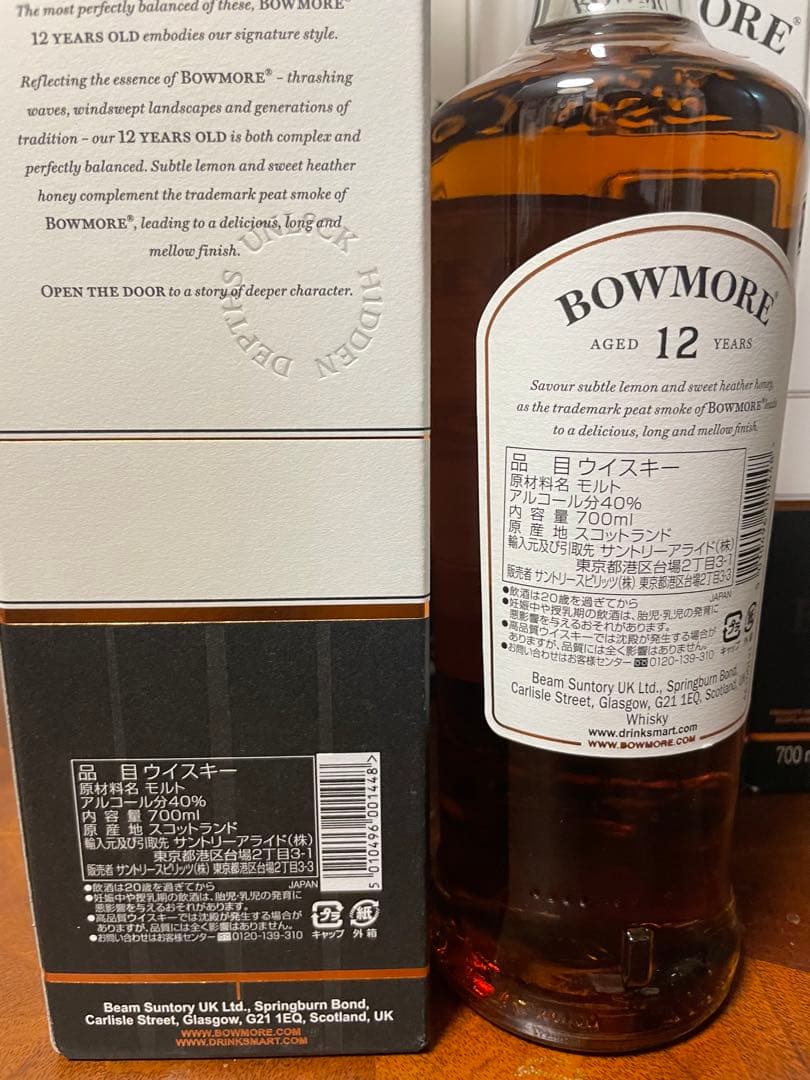 The most perfectly balanced of these, BOWMORE®
12 YEARS OLD embodies our signature style.
Reflecting the essence of BOWMORE® – thrashing
waves, windswept landscapes and generations of
tradition – our 12 YEARS OLD is both complex and
perfectly balanced. Subtle lemon and sweet heather
honey complement the trademark peat smoke of
BOWMORE®, leading to a delicious, long and
mellow finish.
OPEN THE DOOR to a story of deeper character.
UNLOCK HIDDEN DEPTHS
品 目 ウイスキー
原材料名 モルト
アルコール分40%
内 容 量 700ml
原 産 地 スコットランド
輸入元及び引取先 サントリーアライド(株)
東京都港区台場2丁目3-1
販売者 サントリースピリッツ(株) 東京都港区台場2丁目3-3
JAPAN
●飲酒は20歳を過ぎてから
●妊娠中や授乳期の飲酒は、胎児・乳児の発育に
悪影響を与えるおそれがあります。
●高品質ウイスキーでは沈殿が発生する場合が
ありますが、品質には全く影響はありません。
●お問い合わせはお客様センター 0120-139-310
プラ
キャップ
紙
外箱
5 010496 001448>
Beam Suntory UK Ltd., Springburn Bond,
Carlisle Street, Glasgow, G21 1EQ, Scotland, UK
WWW.BOWMORE.COM
WWW.DRINKSMART.COM
BOWMORE®
AGED 12 YEARS
Savour subtle lemon and sweet heather honey,
as the trademark peat smoke of BOWMORE® leads
to a delicious, long and mellow finish.
品 目 ウイスキー
原材料名 モルト
アルコール分40%
内 容 量 700ml
原 産 地 スコットランド
輸入元及び引取先 サントリーアライド(株)
東京都港区台場2丁目3-1
販売者 サントリースピリッツ(株) 東京都港区台場2丁目3-3
JAPAN
●飲酒は20歳を過ぎてから
●妊娠中や授乳期の飲酒は、胎児・乳児の発育に
悪影響を与えるおそれがあります。
●高品質ウイスキーでは沈殿が発生する場合が
ありますが、品質には全く影響はありません。
●お問い合わせはお客様センター 0120-139-310
プラ
キャップ
外箱
Beam Suntory UK Ltd., Springburn Bond,
Carlisle Street, Glasgow, G21 1EQ, Scotland,
Whisky
www.drinksmart.com
WWW.BOWMORE.COM
ORE®
700